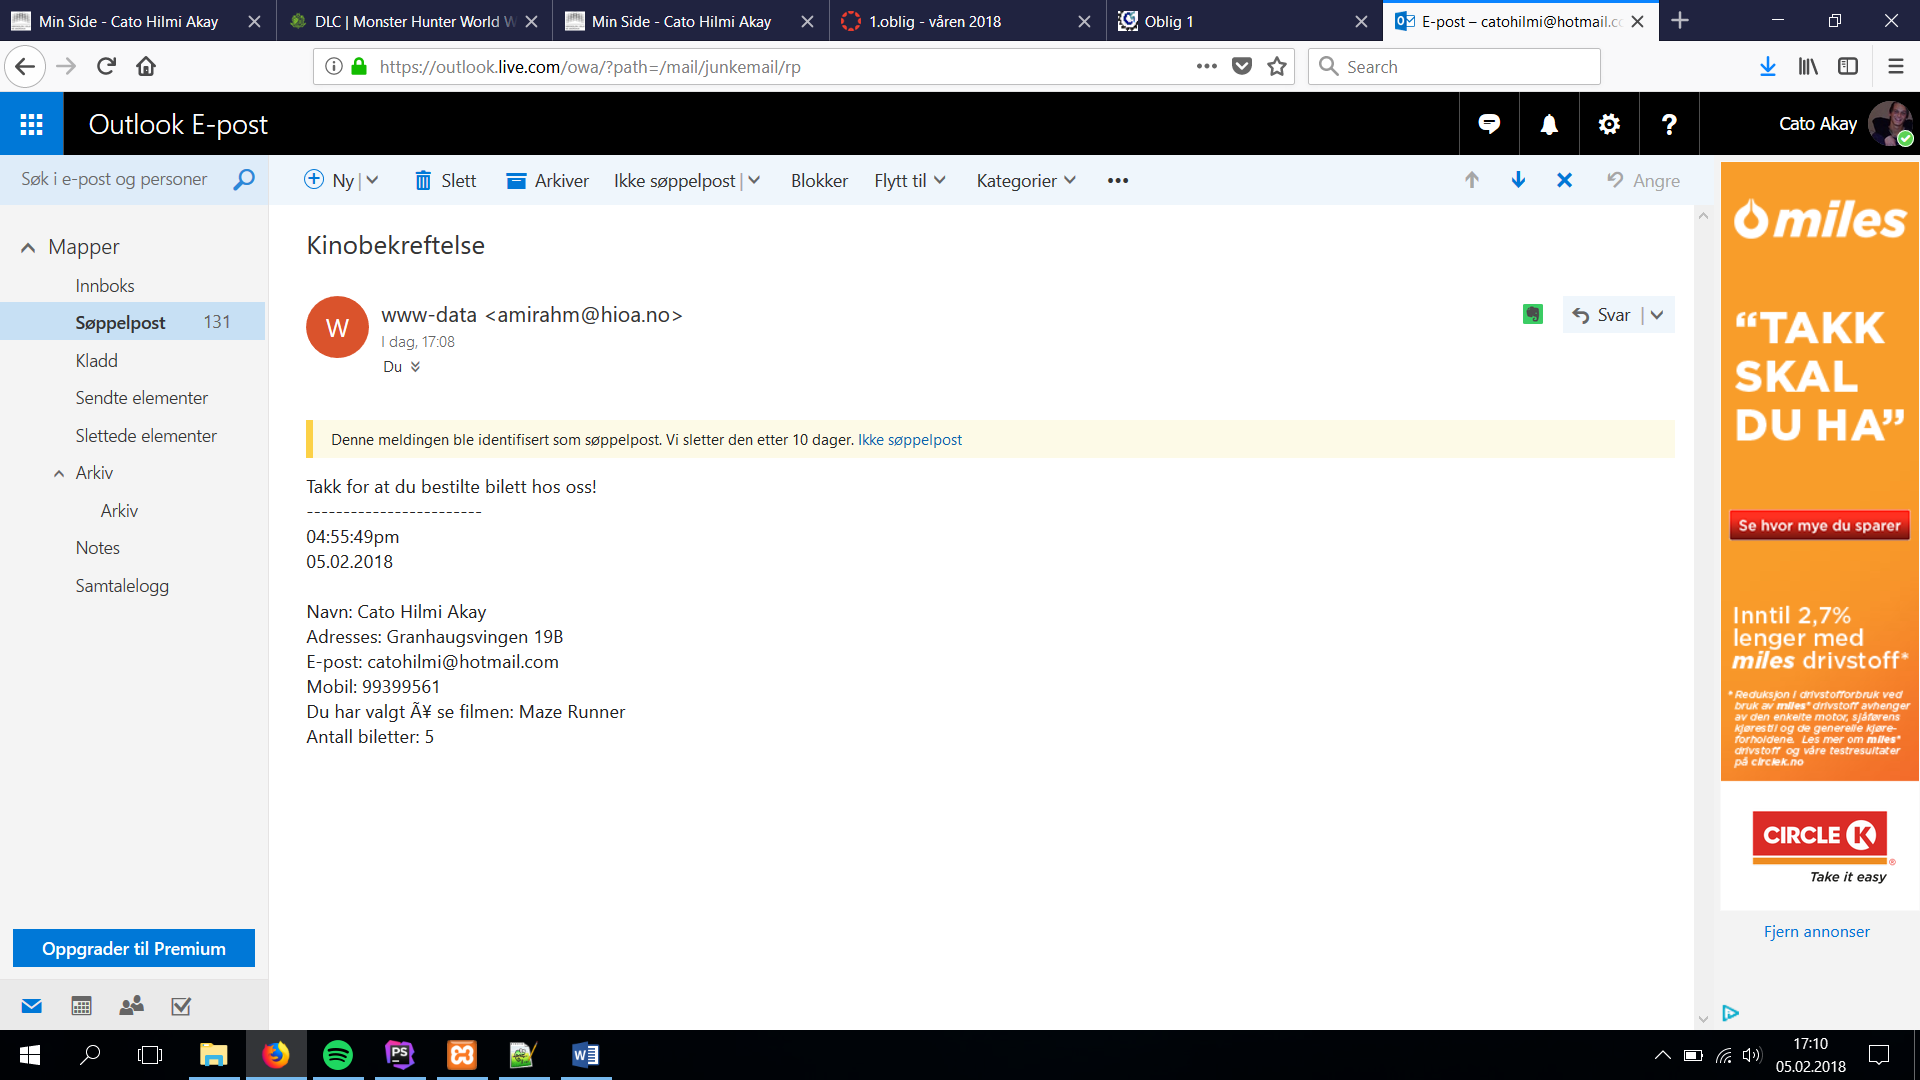 Min Side - Cato Hilmi Akay
DLC | Monster Hunter World W
Min Side - Cato Hilmi Akay
1.oblig - våren 2018
Oblig 1
E-post – catohilmi@hotmail.co
https://outlook.live.com/owa/?path=/mail/junkemail/rp
Search
Outlook E-post
Cato Akay
Søk i e-post og personer
Ny
Slett
Arkiver
Ikke søppelpost
Blokker
Flytt til
Kategorier
Angre
Mapper
Innboks
Søppelpost 131
Kladd
Sendte elementer
Slettede elementer
Arkiv
Arkiv
Notes
Samtalelogg
Oppgrader til Premium
Kinobekreftelse
W
www-data <amirahm@hioa.no>
I dag, 17:08
Du
Svar
Denne meldingen ble identifisert som søppelpost. Vi sletter den etter 10 dager. Ikke søppelpost
Takk for at du bestilte bilett hos oss!
------------------------
04:55:49pm
05.02.2018
Navn: Cato Hilmi Akay
Adresses: Granhaugsvingen 19B
E-post: catohilmi@hotmail.com
Mobil: 99399561
Du har valgt Ã¥ se filmen: Maze Runner
Antall biletter: 5
miles
“TAKK
SKAL
DU HA”
Se hvor mye du sparer
Inntil 2,7%
lenger med
miles drivstoff*
* Reduksjon i drivstofforbruk ved
bruk av miles* drivstoff avhenger
av den enkelte motor, sjåførens
kjørestil og de generelle kjøre-
forholdene. Les mer om miles*
drivstoff og våre testresultater
på circlek.no
CIRCLE K
Take it easy
Fjern annonser
PS
W
17:10
05.02.2018